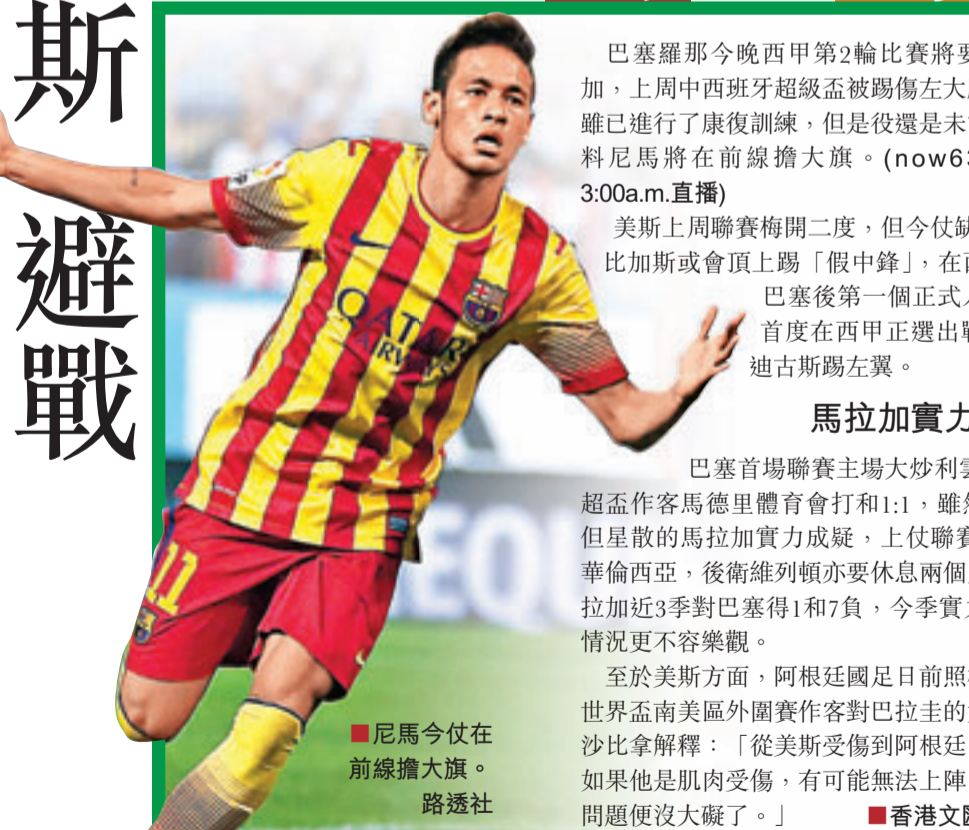 斯避戰
巴塞羅那今晚西甲第2輪比賽將要
加，上周中西班牙超級盃被踢傷左大
雖已進行了康復訓練，但是役還是未
料尼馬將在前線擔大旗。(now63
3:00a.m.直播)
美斯上周聯賽梅開二度，但今仗缺
比加斯或會頂上踢「假中鋒」，在
巴塞後第一個正式
首度在西甲正選出戰
迪古斯踢左翼。
馬拉加實力
巴塞首場聯賽主場大炒利雲
超盃作客馬德里體育會打和1:1，雖然
但星散的馬拉加實力成疑，上仗聯賽
華倫西亞，後衛維列頓亦要休息兩個
拉加近3季對巴塞得1和7負，今季實力
情況更不容樂觀。
至於美斯方面，阿根廷國足日前照
世界盃南美區外圍賽作客對巴拉圭的
沙比拿解釋：「從美斯受傷到阿根廷
如果他是肌肉受傷，有可能無法上陣
問題便沒大礙了。」
■香港文匯
■尼馬今仗在
前線擔大旗。
路透社
QATAR
AIRWAYS
11